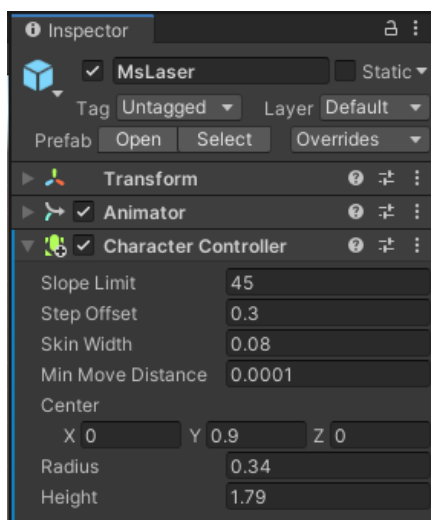 Inspector
MsLaser Static
Tag Untagged Layer Default
Prefab Open Select Overrides
Transform
Animator
Character Controller
Slope Limit 45
Step Offset 0.3
Skin Width 0.08
Min Move Distance 0.0001
Center
X 0 Y 0.9 Z 0
Radius 0.34
Height 1.79